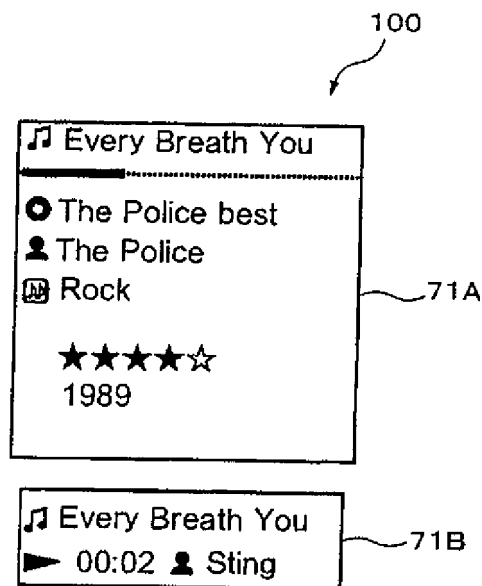 100
Every Breath You
The Police best
The Police
Rock
71A
1989
Every Breath You
71B
00:02 Sting